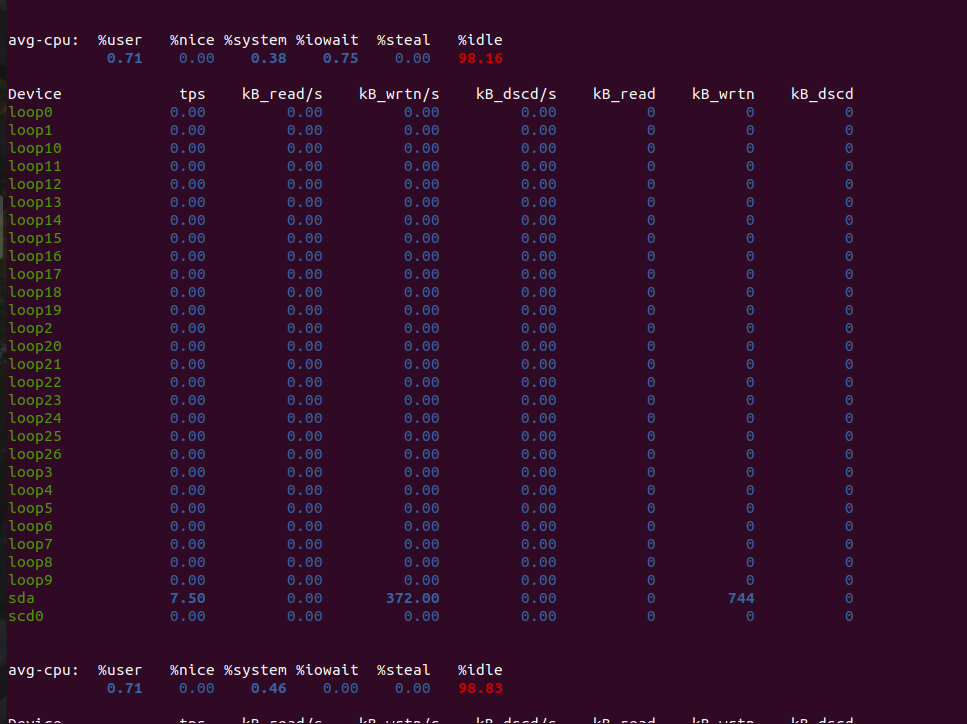 avg-cpu: %user %nice %system %iowait %steal %idle
0.71 0.00 0.38 0.75 0.00 98.16
Device tps kB_read/s kB_wrtn/s kB_dscd/s kB_read kB_wrtn kB_dscd
loop0 0.00 0.00 0.00 0.00 0 0 0
loop1 0.00 0.00 0.00 0.00 0 0 0
loop10 0.00 0.00 0.00 0.00 0 0 0
loop11 0.00 0.00 0.00 0.00 0 0 0
loop12 0.00 0.00 0.00 0.00 0 0 0
loop13 0.00 0.00 0.00 0.00 0 0 0
loop14 0.00 0.00 0.00 0.00 0 0 0
loop15 0.00 0.00 0.00 0.00 0 0 0
loop16 0.00 0.00 0.00 0.00 0 0 0
loop17 0.00 0.00 0.00 0.00 0 0 0
loop18 0.00 0.00 0.00 0.00 0 0 0
loop19 0.00 0.00 0.00 0.00 0 0 0
loop2 0.00 0.00 0.00 0.00 0 0 0
loop20 0.00 0.00 0.00 0.00 0 0 0
loop21 0.00 0.00 0.00 0.00 0 0 0
loop22 0.00 0.00 0.00 0.00 0 0 0
loop23 0.00 0.00 0.00 0.00 0 0 0
loop24 0.00 0.00 0.00 0.00 0 0 0
loop25 0.00 0.00 0.00 0.00 0 0 0
loop26 0.00 0.00 0.00 0.00 0 0 0
loop3 0.00 0.00 0.00 0.00 0 0 0
loop4 0.00 0.00 0.00 0.00 0 0 0
loop5 0.00 0.00 0.00 0.00 0 0 0
loop6 0.00 0.00 0.00 0.00 0 0 0
loop7 0.00 0.00 0.00 0.00 0 0 0
loop8 0.00 0.00 0.00 0.00 0 0 0
loop9 0.00 0.00 0.00 0.00 0 0 0
sda 7.50 0.00 372.00 0.00 0 744 0
scd0 0.00 0.00 0.00 0.00 0 0 0
avg-cpu: %user %nice %system %iowait %steal %idle
0.71 0.00 0.46 0.00 0.00 98.83
Device tps kB_read/s kB_wrtn/s kB_dscd/s kB_read kB_wrtn kB_dscd